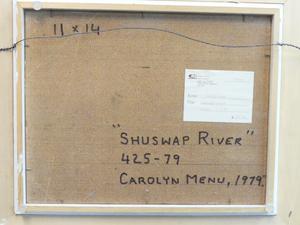 11 x 14
"SHUSWAP RIVER"
425-79
CAROLYN MENU, 1979.